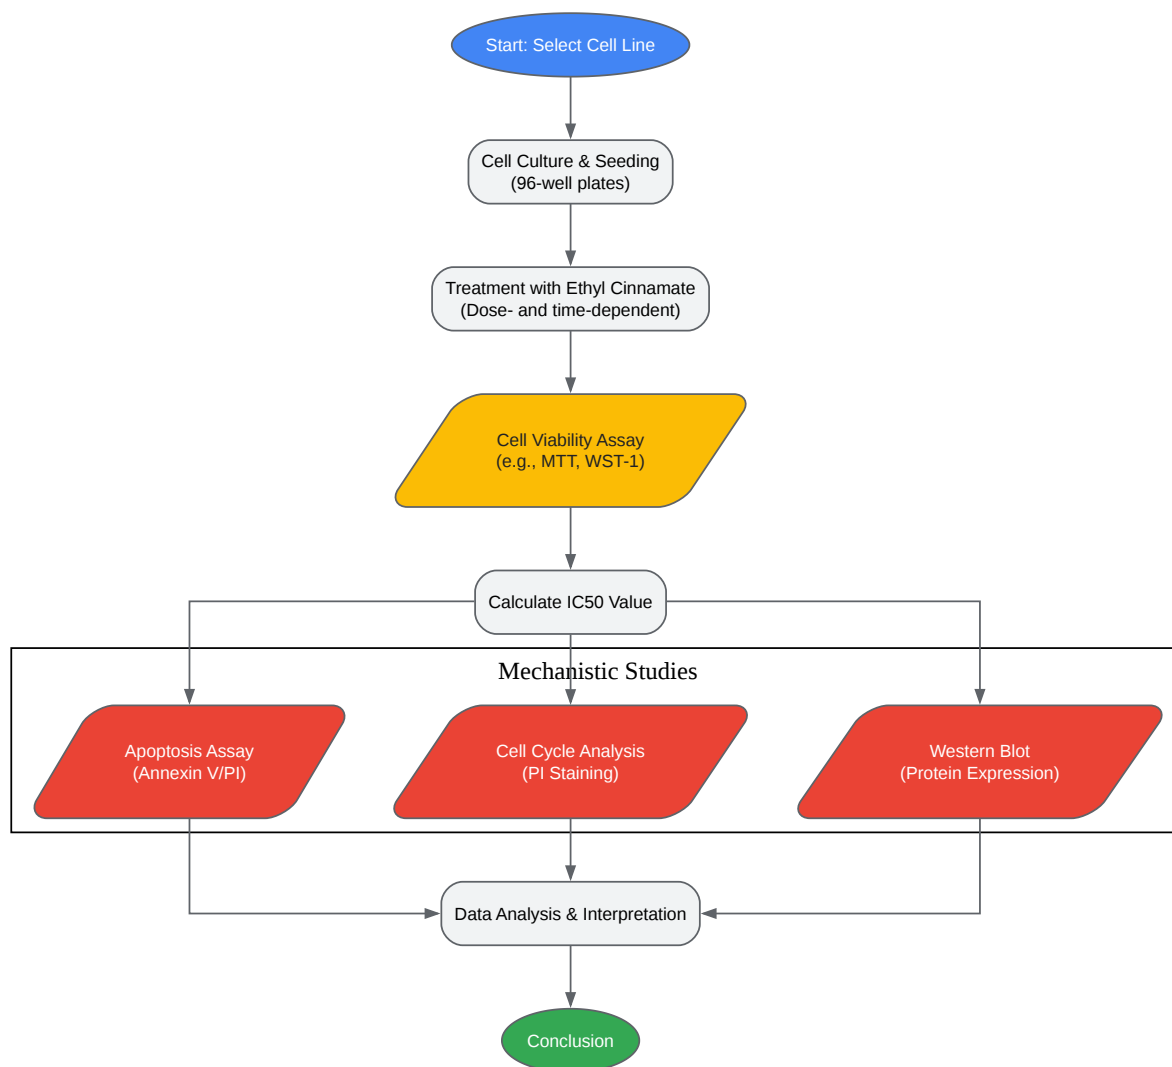 Start: Select Cell Line
Cell Culture & Seeding
(96-well plates)
Treatment with Ethyl Cinnamate
(Dose- and time-dependent)
Cell Viability Assay
(e.g., MTT, WST-1)
Calculate IC50 Value
Mechanistic Studies
Apoptosis Assay
(Annexin V/PI)
Cell Cycle Analysis
(PI Staining)
Western Blot
(Protein Expression)
Data Analysis & Interpretation
Conclusion